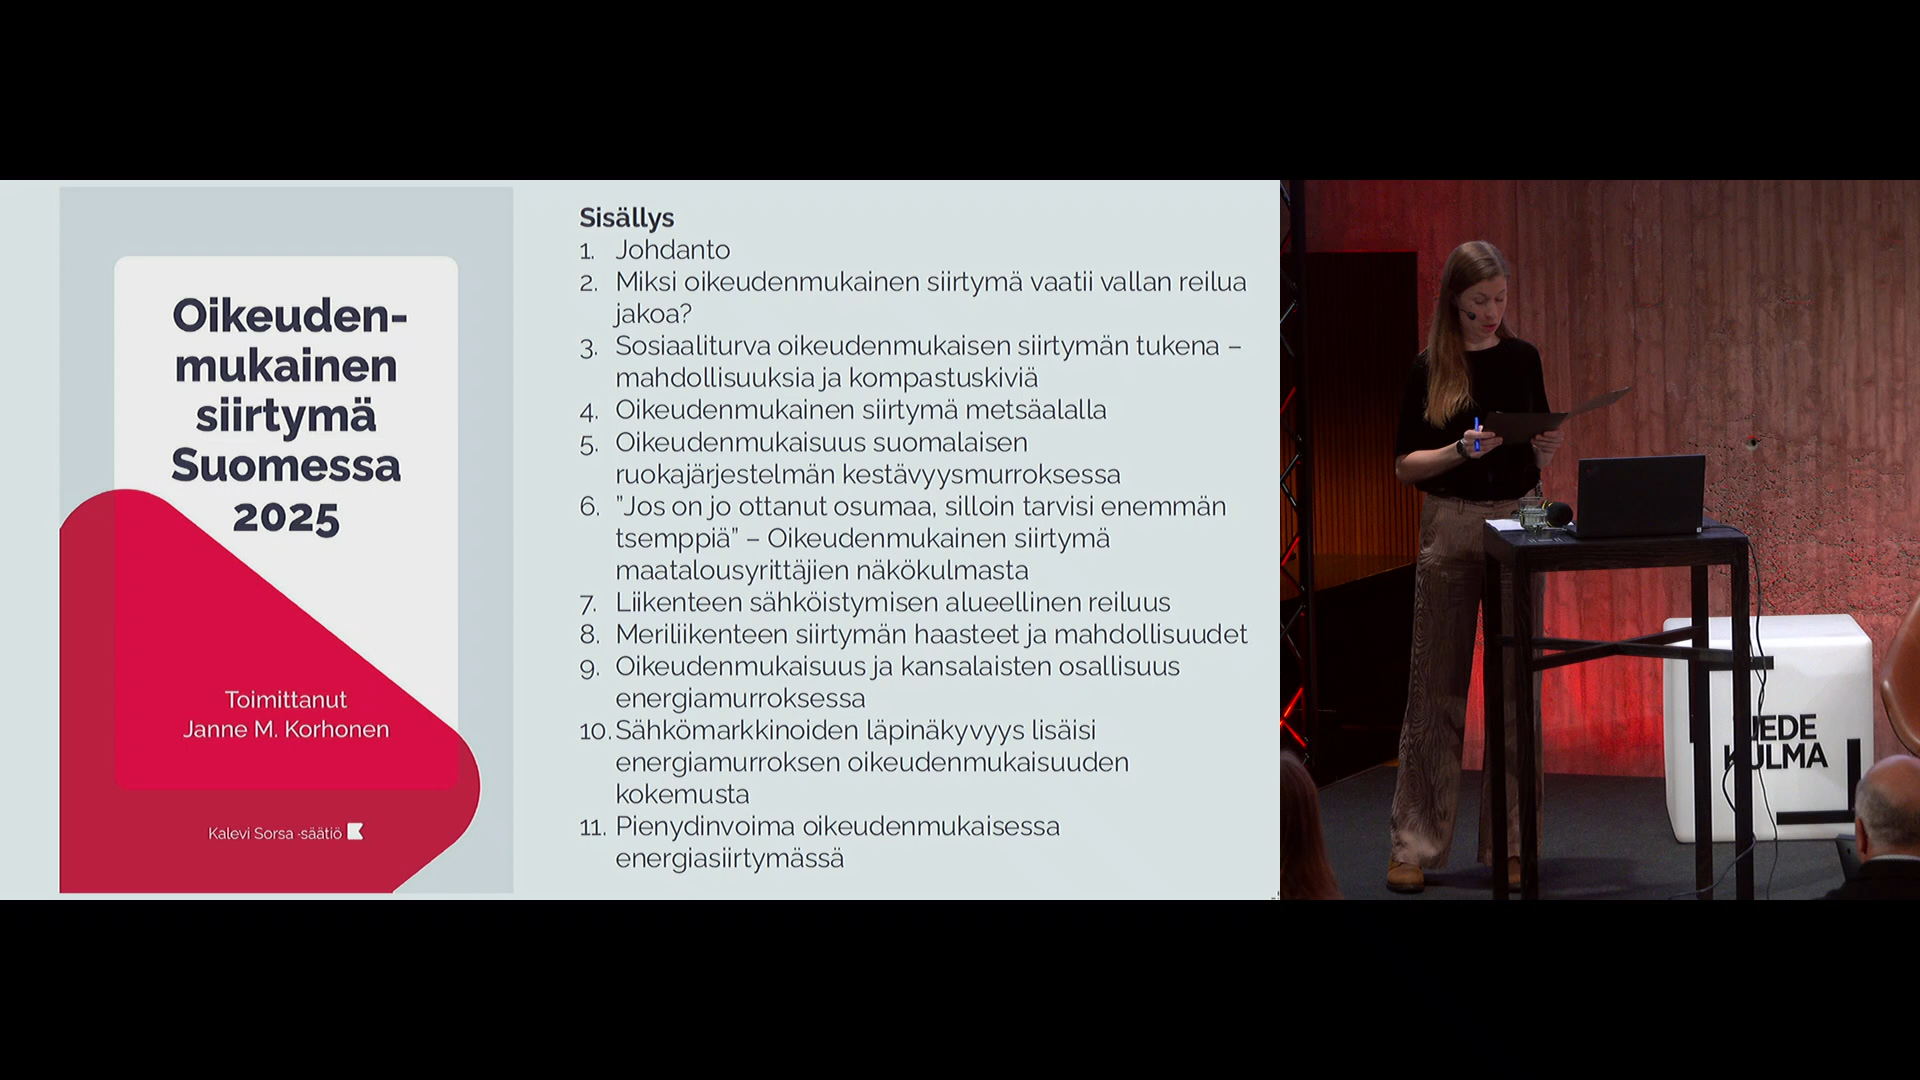 Oikeuden-
mukainen
siirtymä
Suomessa
2025
Toimittanut
Janne M. Korhonen
Kalevi Sorsa -säätiö
Sisällys
1. Johdanto
2. Miksi oikeudenmukainen siirtymä vaatii vallan reilua
jakoa?
3. Sosiaaliturva oikeudenmukaisen siirtymän tukena –
mahdollisuuksia ja kompastuskiviä
4. Oikeudenmukainen siirtymä metsäalalla
5. Oikeudenmukaisuus suomalaisen
ruokajärjestelmän kestävyysmurroksessa
6. ”Jos on jo ottanut osumaa, silloin tarvisi enemmän
tsemppiä” – Oikeudenmukainen siirtymä
maatalousyrittäjien näkökulmasta
7. Liikenteen sähköistymisen alueellinen reiluus
8. Meriliikenteen siirtymän haasteet ja mahdollisuudet
9. Oikeudenmukaisuus ja kansalaisten osallisuus
energiamurroksessa
10. Sähkömarkkinoiden läpinäkyvyys lisäisi
energiamurroksen oikeudenmukaisuuden
kokemusta
11. Pienydinvoima oikeudenmukaisessa
energiasiirtymässä
KULMA